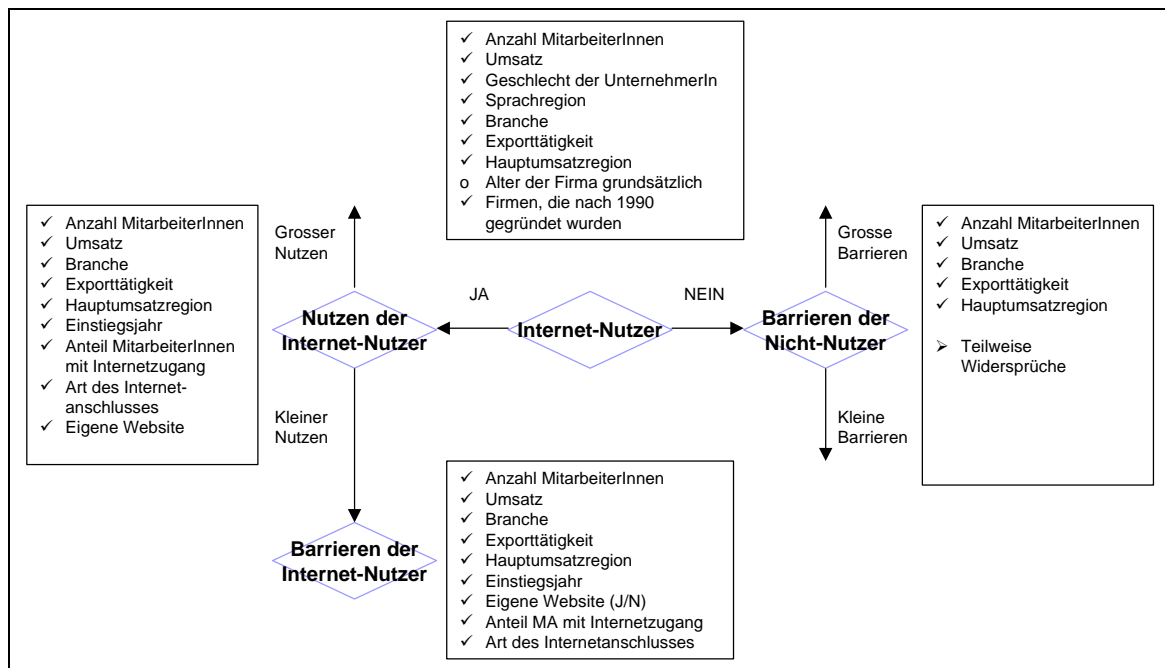 ✓ Anzahl MitarbeiterInnen
✓ Umsatz
✓ Geschlecht der UnternehmerIn
✓ Sprachregion
✓ Branche
✓ Exporttätigkeit
✓ Hauptumsatzregion
o Alter der Firma grundsätzlich
✓ Firmen, die nach 1990
gegründet wurden
✓ Anzahl MitarbeiterInnen
✓ Umsatz
✓ Branche
✓ Exporttätigkeit
✓ Hauptumsatzregion
✓ Einstiegsjahr
✓ Anteil MitarbeiterInnen
mit Internetzugang
✓ Art des Internet-
anschlusses
✓ Eigene Website
Grosser
Nutzen
Nutzen der
Internet-Nutzer
Kleiner
Nutzen
JA
Internet-Nutzer
NEIN
Grosse
Barrieren
Barrieren der
Nicht-Nutzer
Kleine
Barrieren
✓ Anzahl MitarbeiterInnen
✓ Umsatz
✓ Branche
✓ Exporttätigkeit
✓ Hauptumsatzregion
➢ Teilweise
Widersprüche
Barrieren der
Internet-Nutzer
✓ Anzahl MitarbeiterInnen
✓ Umsatz
✓ Branche
✓ Exporttätigkeit
✓ Hauptumsatzregion
✓ Einstiegsjahr
✓ Eigene Website (J/N)
✓ Anteil MA mit Internetzugang
✓ Art des Internetanschlusses